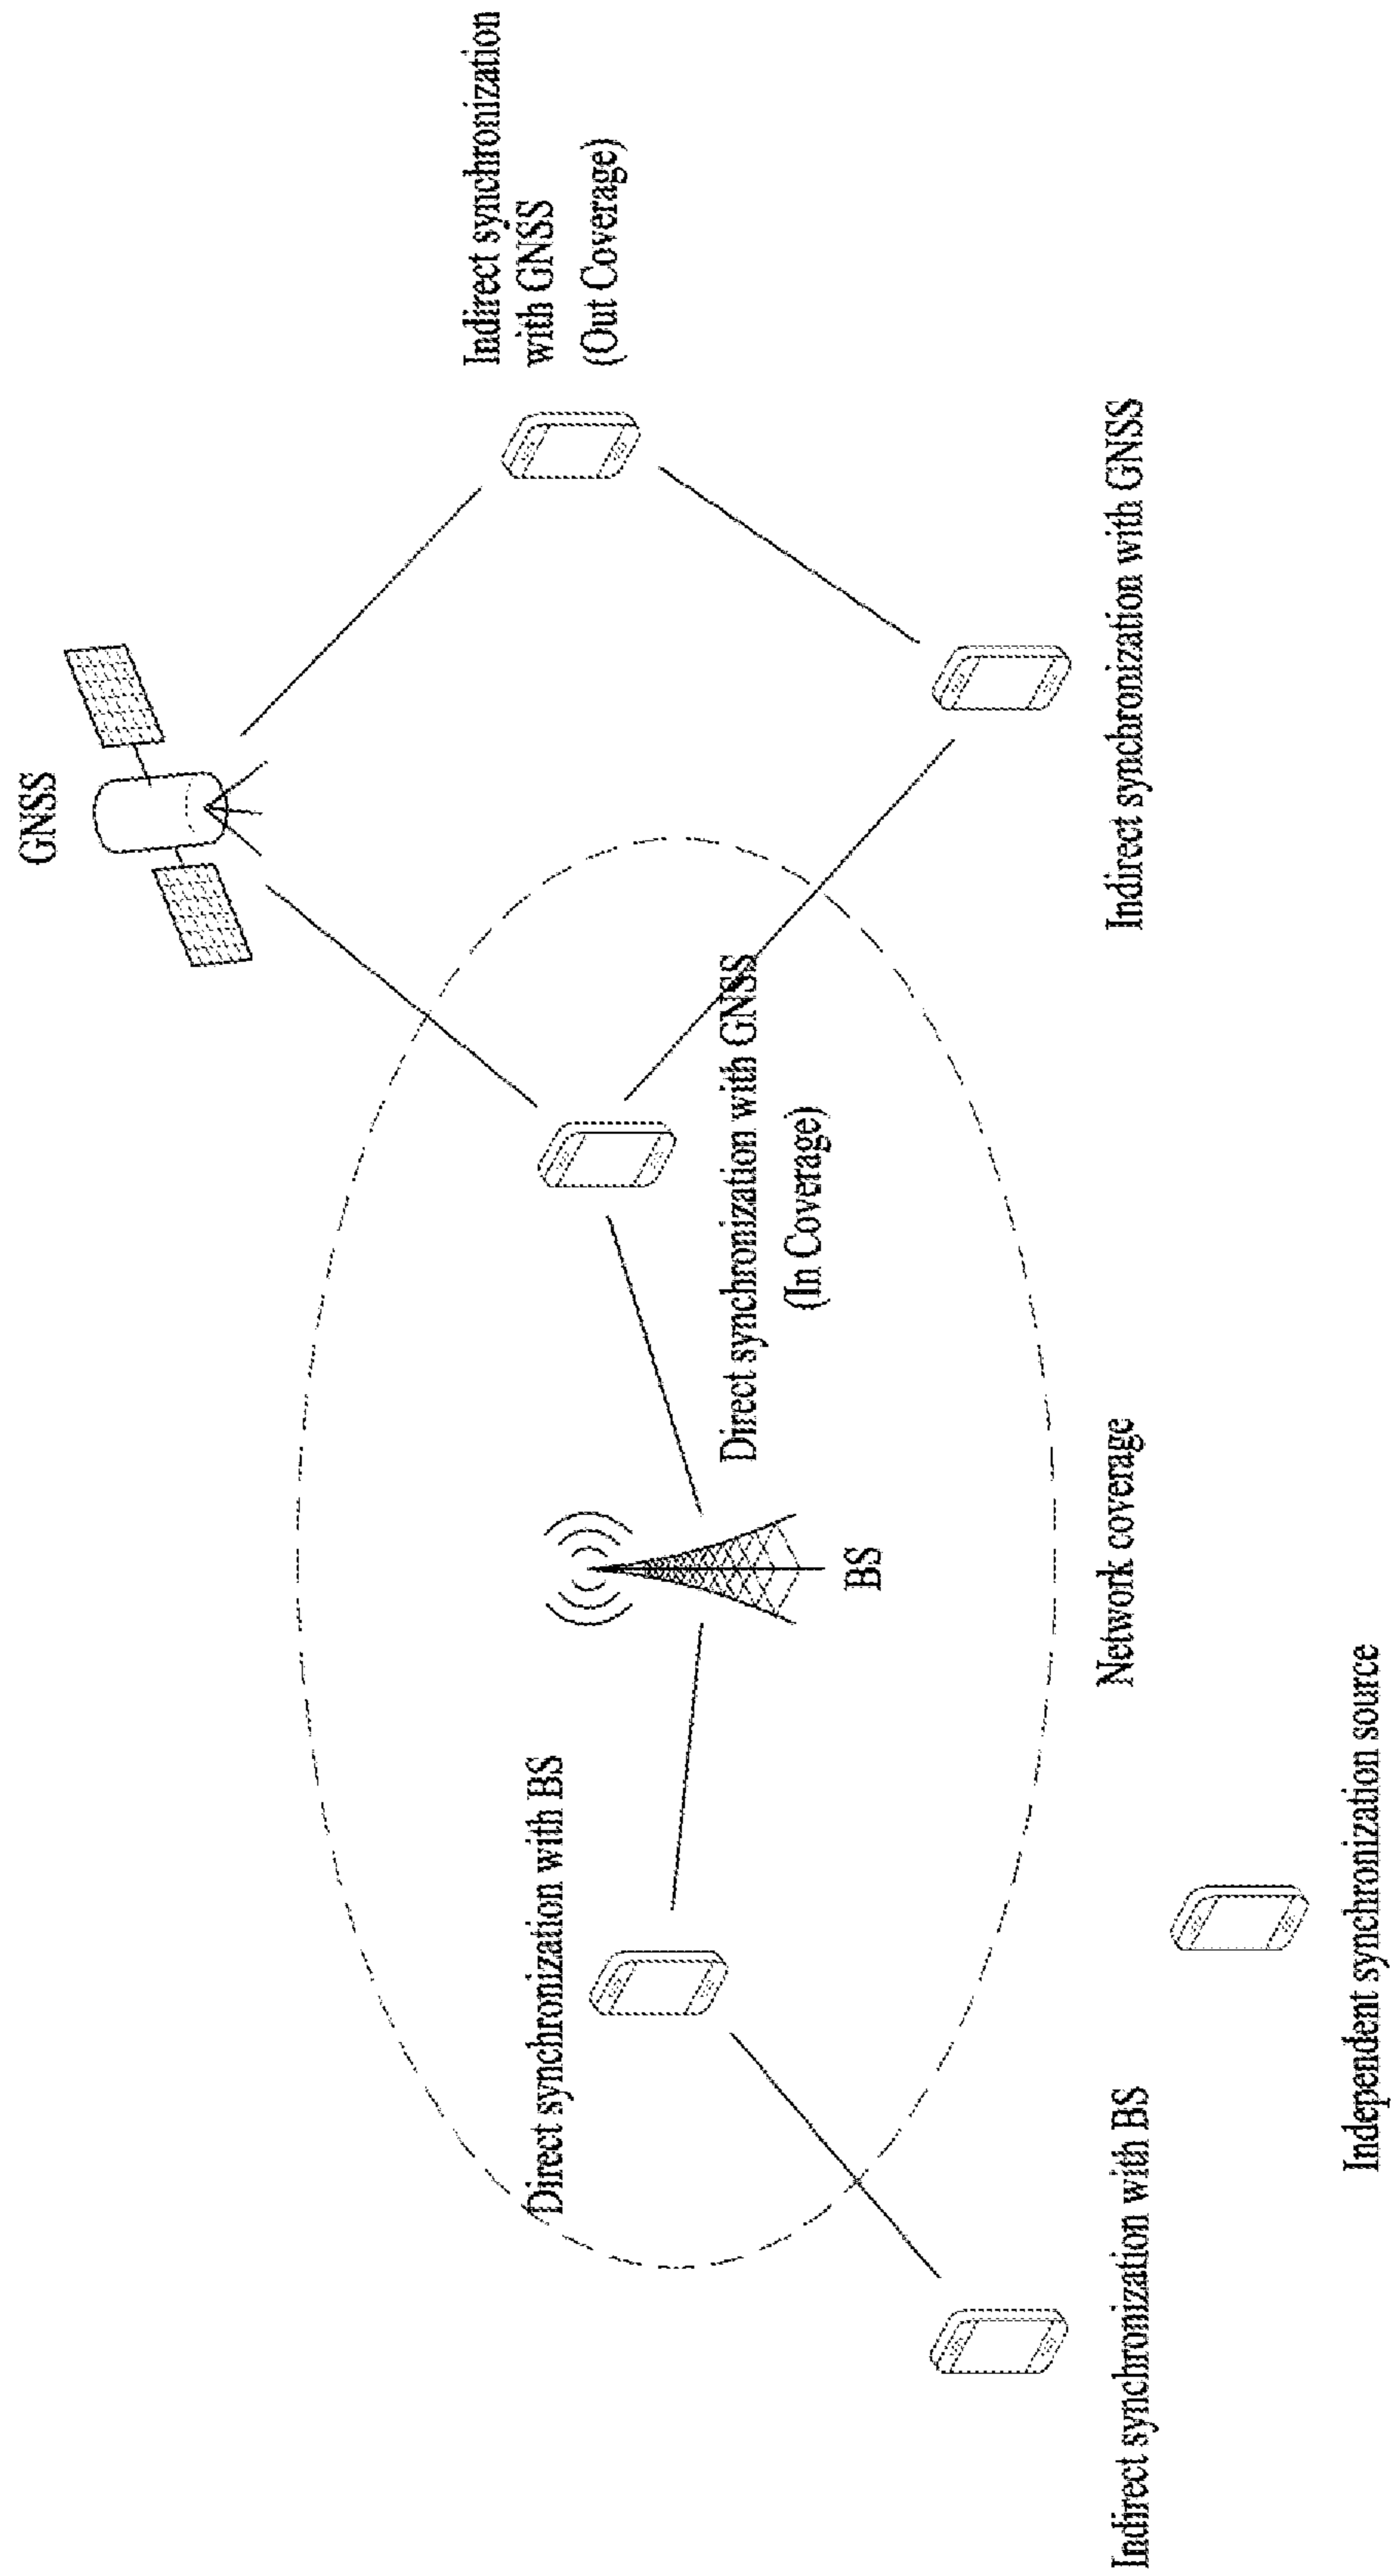 GNSS
Indirect synchronization
with GNSS
(Out Coverage)
Direct synchronization with BS
Direct synchronization with GNSS
(In Coverage)
BS
Indirect synchronization with BS
Network coverage
Indirect synchronization with GNSS
Independent synchronization source